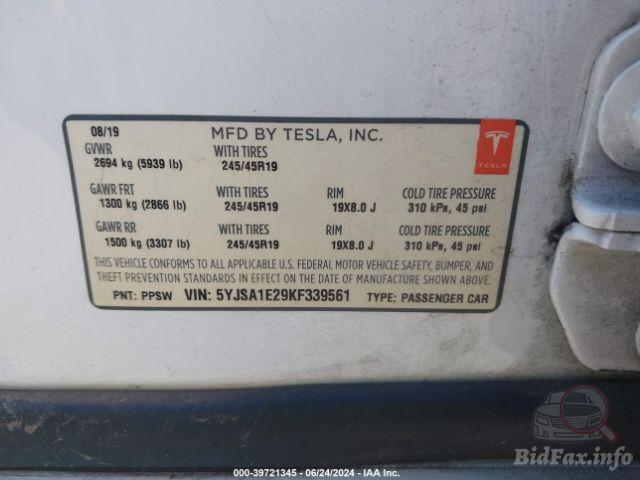 08/19 MFD BY TESLA, INC.
GVWR WITH TIRES
2694 kg (5939 lb) 245/45R19
TESLA
GAWR FRT WITH TIRES RIM COLD TIRE PRESSURE
1300 kg (2866 lb) 245/45R19 19X8.0 J 310 kPa, 45 psi
GAWR RR WITH TIRES RIM COLD TIRE PRESSURE
1500 kg (3307 lb) 245/45R19 19X8.0 J 310 kPa, 45 psi
THIS VEHICLE CONFORMS TO ALL APPLICABLE U.S. FEDERAL MOTOR VEHICLE SAFETY, BUMPER, AND
THEFT PREVENTION STANDARDS IN EFFECT ON THE DATE OF MANUFACTURE SHOWN ABOVE.
PNT: PPSW VIN: 5YJSA1E29KF339561 TYPE: PASSENGER CAR
BidFax.info
000-39721345 - 06/24/2024 - IAA Inc.